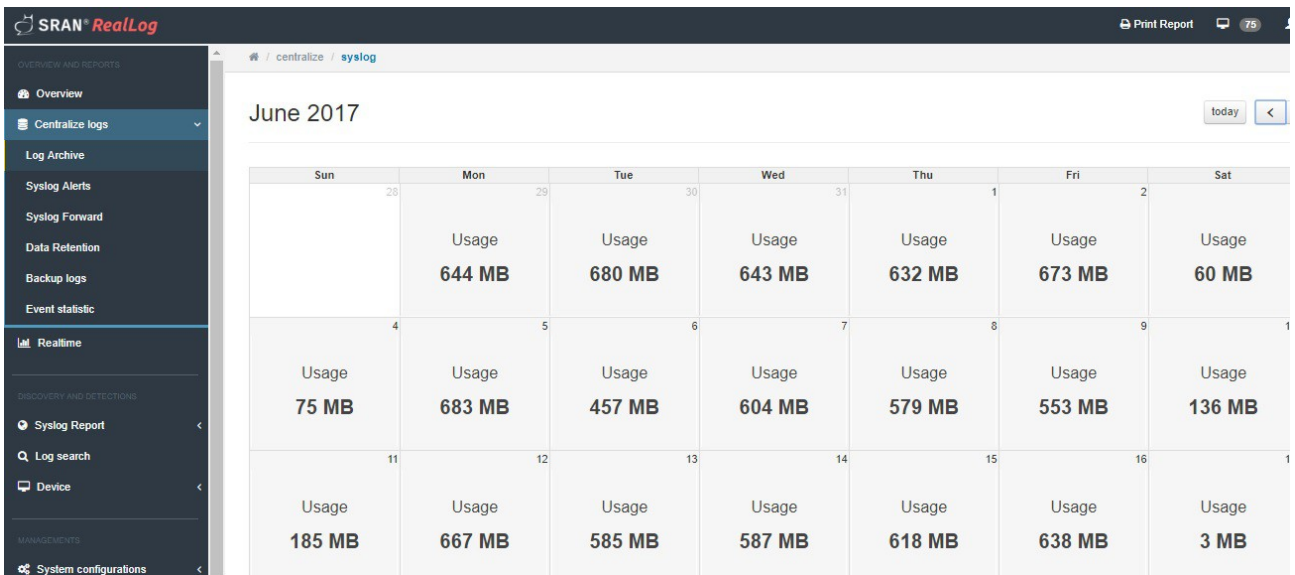 SRAN® RealLog
Print Report 75
OVERVIEW AND REPORTS
/ centralize / syslog
Overview
Centralize logs
Log Archive
Syslog Alerts
Syslog Forward
Data Retention
Backup logs
Event statistic
Realtime
DISCOVERY AND DETECTIONS
Syslog Report
Log search
Device
MANAGEMENTS
System configurations
June 2017
today <
Sun Mon Tue Wed Thu Fri Sat
28 29 30 31 1 2
Usage Usage Usage Usage Usage Usage
644 MB 680 MB 643 MB 632 MB 673 MB 60 MB
4 5 6 7 8 9 1
Usage Usage Usage Usage Usage Usage Usage
75 MB 683 MB 457 MB 604 MB 579 MB 553 MB 136 MB
11 12 13 14 15 16 1
Usage Usage Usage Usage Usage Usage Usage
185 MB 667 MB 585 MB 587 MB 618 MB 638 MB 3 MB